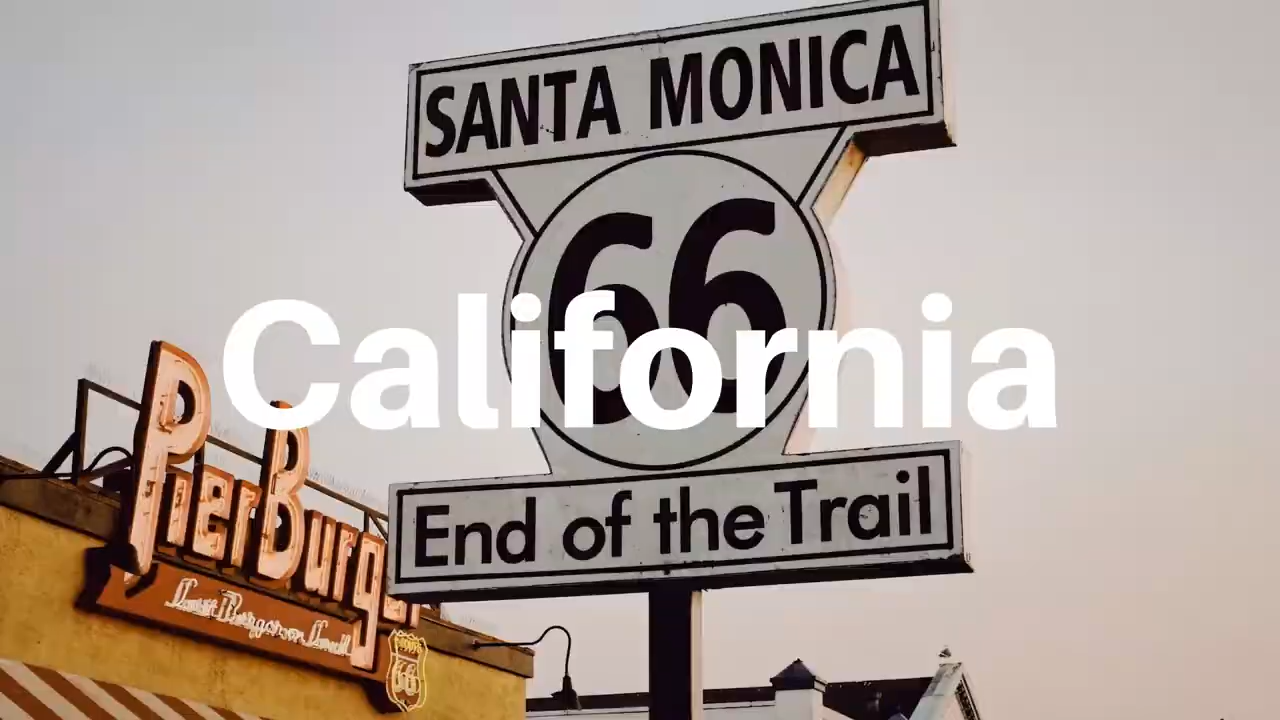 SANTA MONICA
66
California
End of the Trail
PierBurger
66